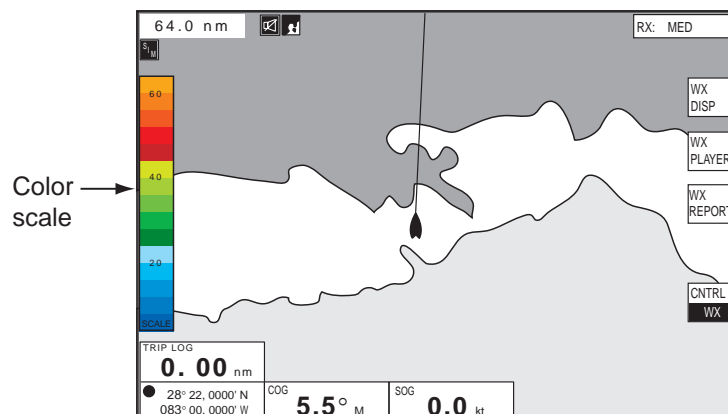 64.0 nm
RX: MED
SIM
60
WX
DISP
40
WX
PLAYER
Color
scale
WX
REPORT
20
CNTRL
WX
SCALE
TRIP LOG
0.00 nm
28° 22, 0000' N
083° 00, 0000' W
COG
5.5° M
SOG
0.0 kt